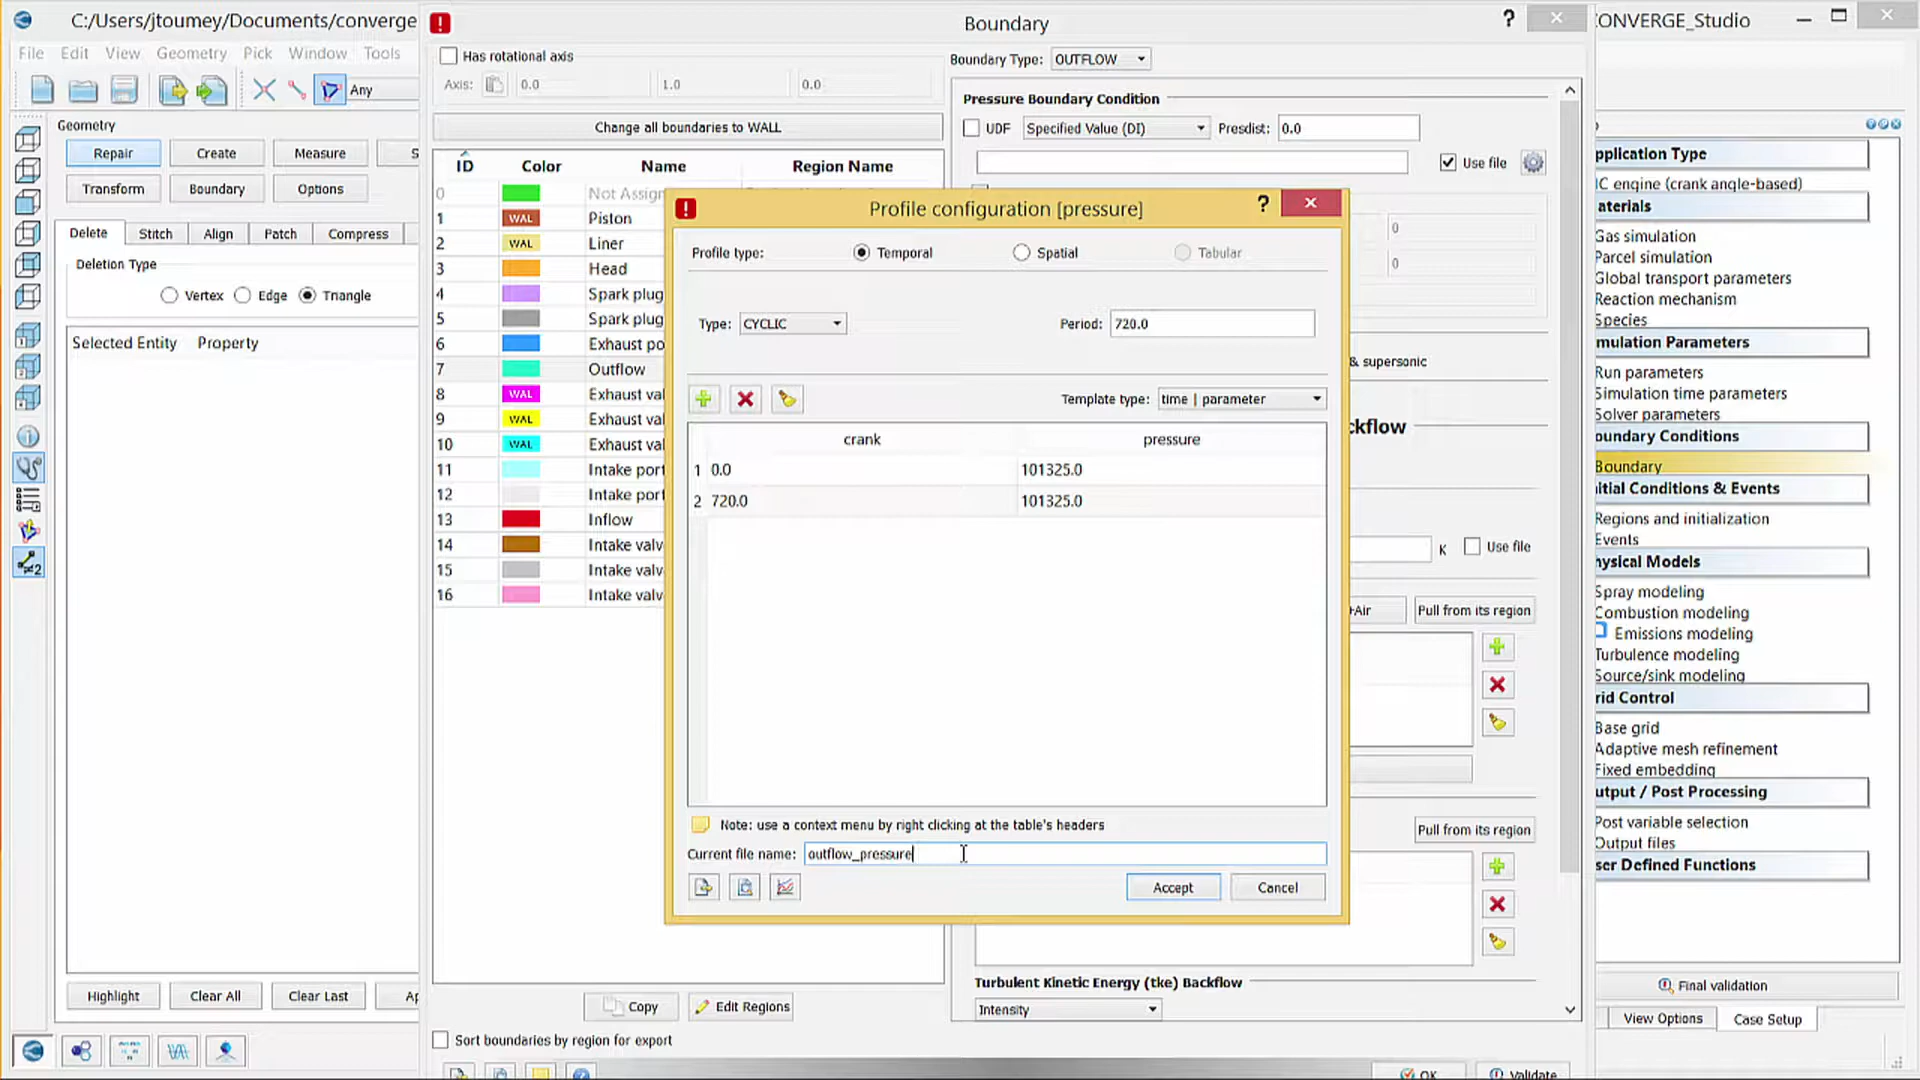 C:/Users/jtoumey/Documents/converge
Boundary
?
CONVERGE_Studio
File Edit View Geometry Pick Window Tools
Any
Geometry
Repair Create Measure
Transform Boundary Options
Delete Stitch Align Patch Compress
Deletion Type
Vertex Edge Triangle
Selected Entity Property
Highlight Clear All Clear Last
Has rotational axis
Axis: 0.0 1.0 0.0
Change all boundaries to WALL
ID Color Name Region Name
0 Not Assign
1 WAL Piston
2 WAL Liner
3 Head
4 Spark plug
5 Spark plug
6 Exhaust po
7 Outflow
8 WAL Exhaust val
9 WAL Exhaust val
10 WAL Exhaust val
11 Intake port
12 Intake port
13 Inflow
14 Intake valv
15 Intake valv
16 Intake valv
Copy Edit Regions
Sort boundaries by region for export
Boundary Type: OUTFLOW
Pressure Boundary Condition
UDF Specified Value (DI) Presdist: 0.0
Use file
0
0
& supersonic
ckflow
K Use file
+Air Pull from its region
Pull from its region
Turbulent Kinetic Energy (tke) Backflow
Intensity
OK Validate
Profile configuration [pressure]
?
Profile type: Temporal Spatial Tabular
Type: CYCLIC Period: 720.0
Template type: time | parameter
crank pressure
1 0.0 101325.0
2 720.0 101325.0
Note: use a context menu by right clicking at the table's headers
Current file name: outflow_pressure
Accept Cancel
pplication Type
IC engine (crank angle-based)
aterials
Gas simulation
Parcel simulation
Global transport parameters
Reaction mechanism
Species
mulation Parameters
Run parameters
Simulation time parameters
Solver parameters
oundary Conditions
Boundary
itial Conditions & Events
Regions and initialization
Events
hysical Models
Spray modeling
Combustion modeling
Emissions modeling
Turbulence modeling
Source/sink modeling
rid Control
Base grid
Adaptive mesh refinement
Fixed embedding
utput / Post Processing
Post variable selection
Output files
ser Defined Functions
Final validation
View Options Case Setup